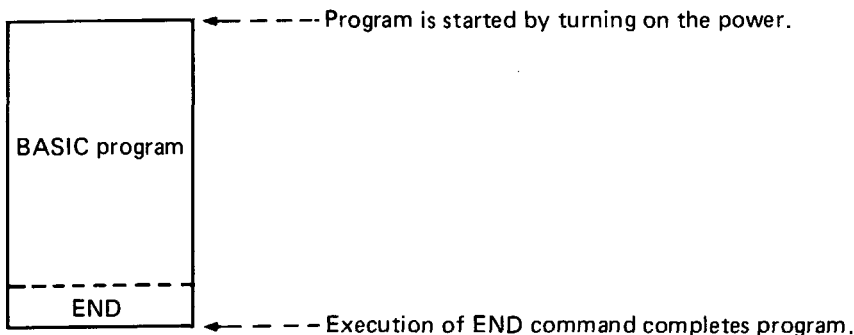 Program is started by turning on the power.
BASIC program
END
Execution of END command completes program.